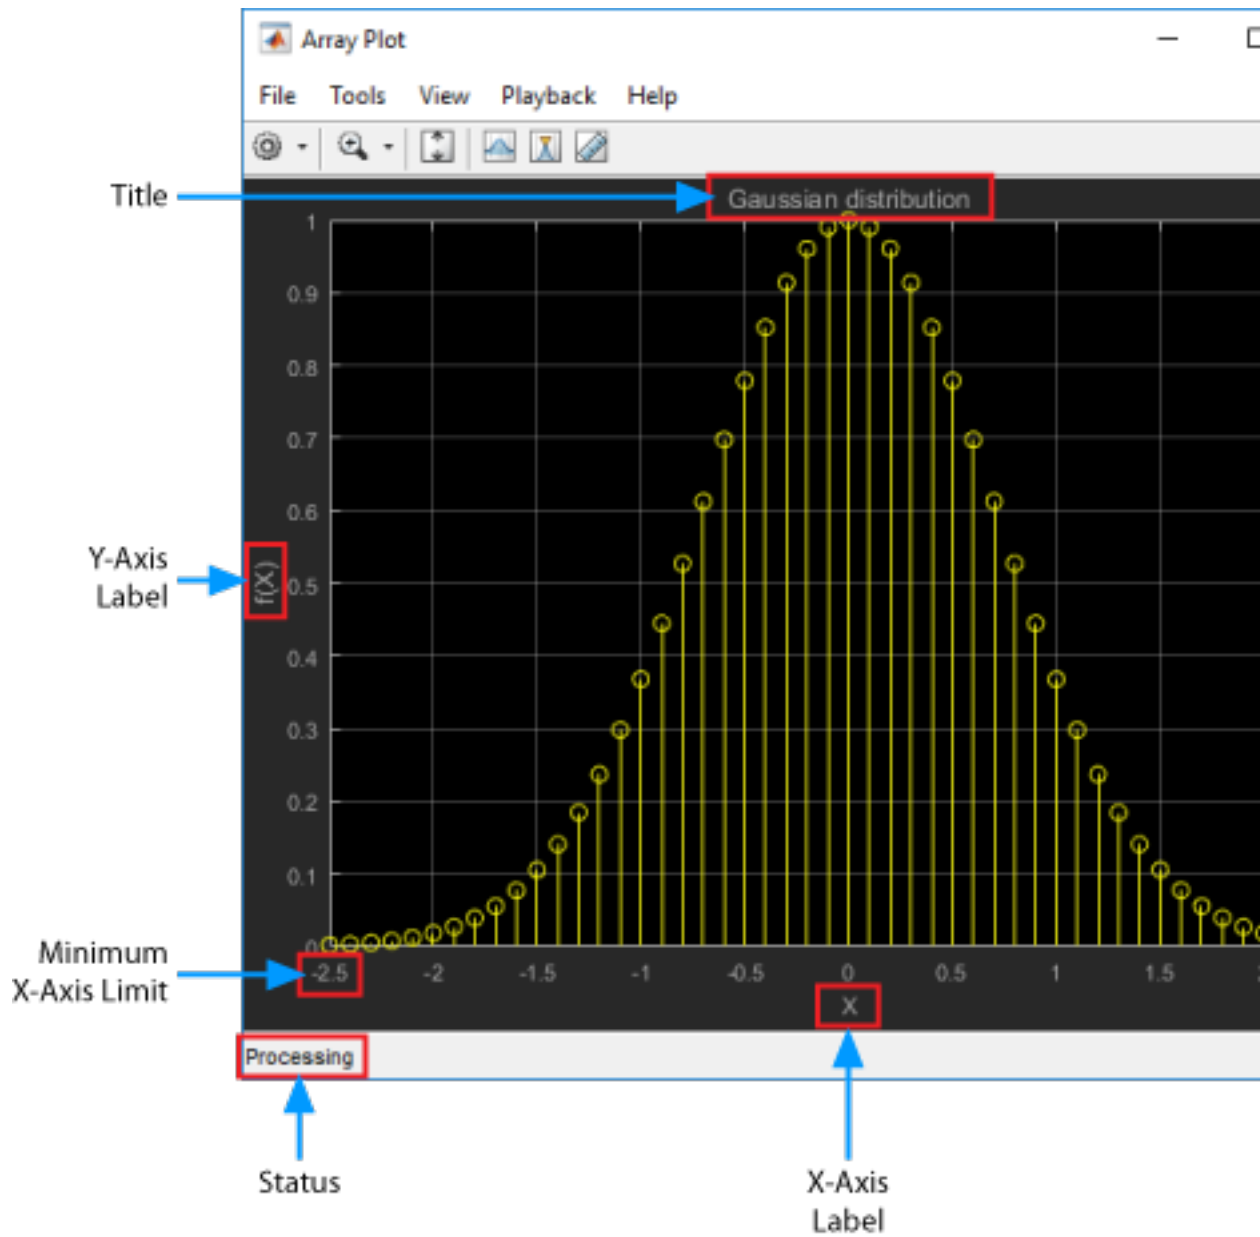 Array Plot
File Tools View Playback Help
Title
Gaussian distribution
1
0.9
0.8
0.7
0.6
Y-Axis
Label
f(X)
0.5
0.4
0.3
0.2
0.1
0
Minimum
X-Axis Limit
-2.5 -2 -1.5 -1 -0.5 0 0.5 1 1.5
X
Processing
Status
X-Axis
Label